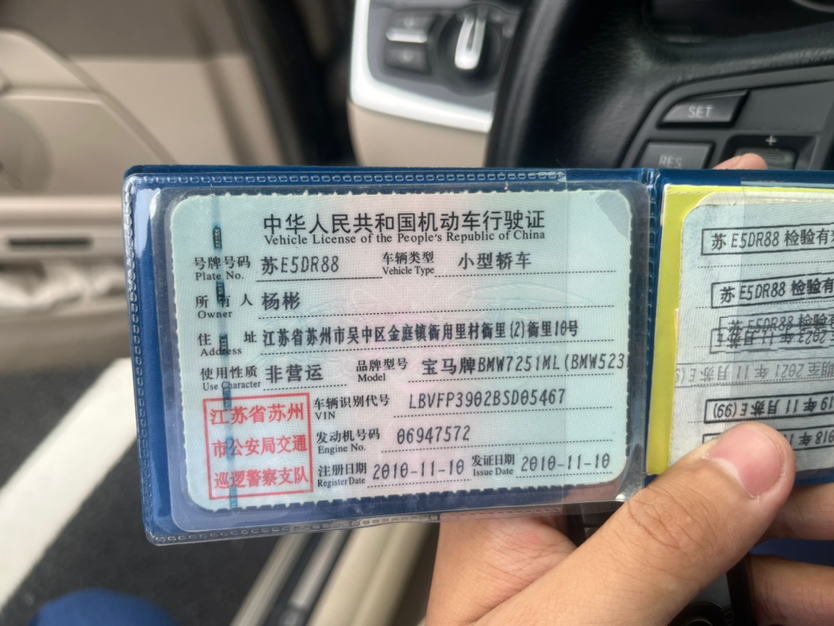 中华人民共和国机动车行驶证
Vehicle License of the People's Republic of China
号牌号码 苏E5DR88 车辆类型 小型轿车
Plate No. Vehicle Type
所有人 杨彬
Owner
住址 江苏省苏州市吴中区金庭镇衙甪里村衙里(2)衙里10号
Address
使用性质 非营运 品牌型号 宝马牌BMW7251ML(BMW523
Use Character Model
车辆识别代号 LBVFP3902BSD05467
VIN
发动机号码 06947572
Engine No.
注册日期 2010-11-10 发证日期 2010-11-10
Register Date Issue Date
江苏省苏州
市公安局交通
巡逻警察支队
苏E5DR88 检验有效
苏E5DR88 检验有
苏E5DR88 检验有
SET
RES
+